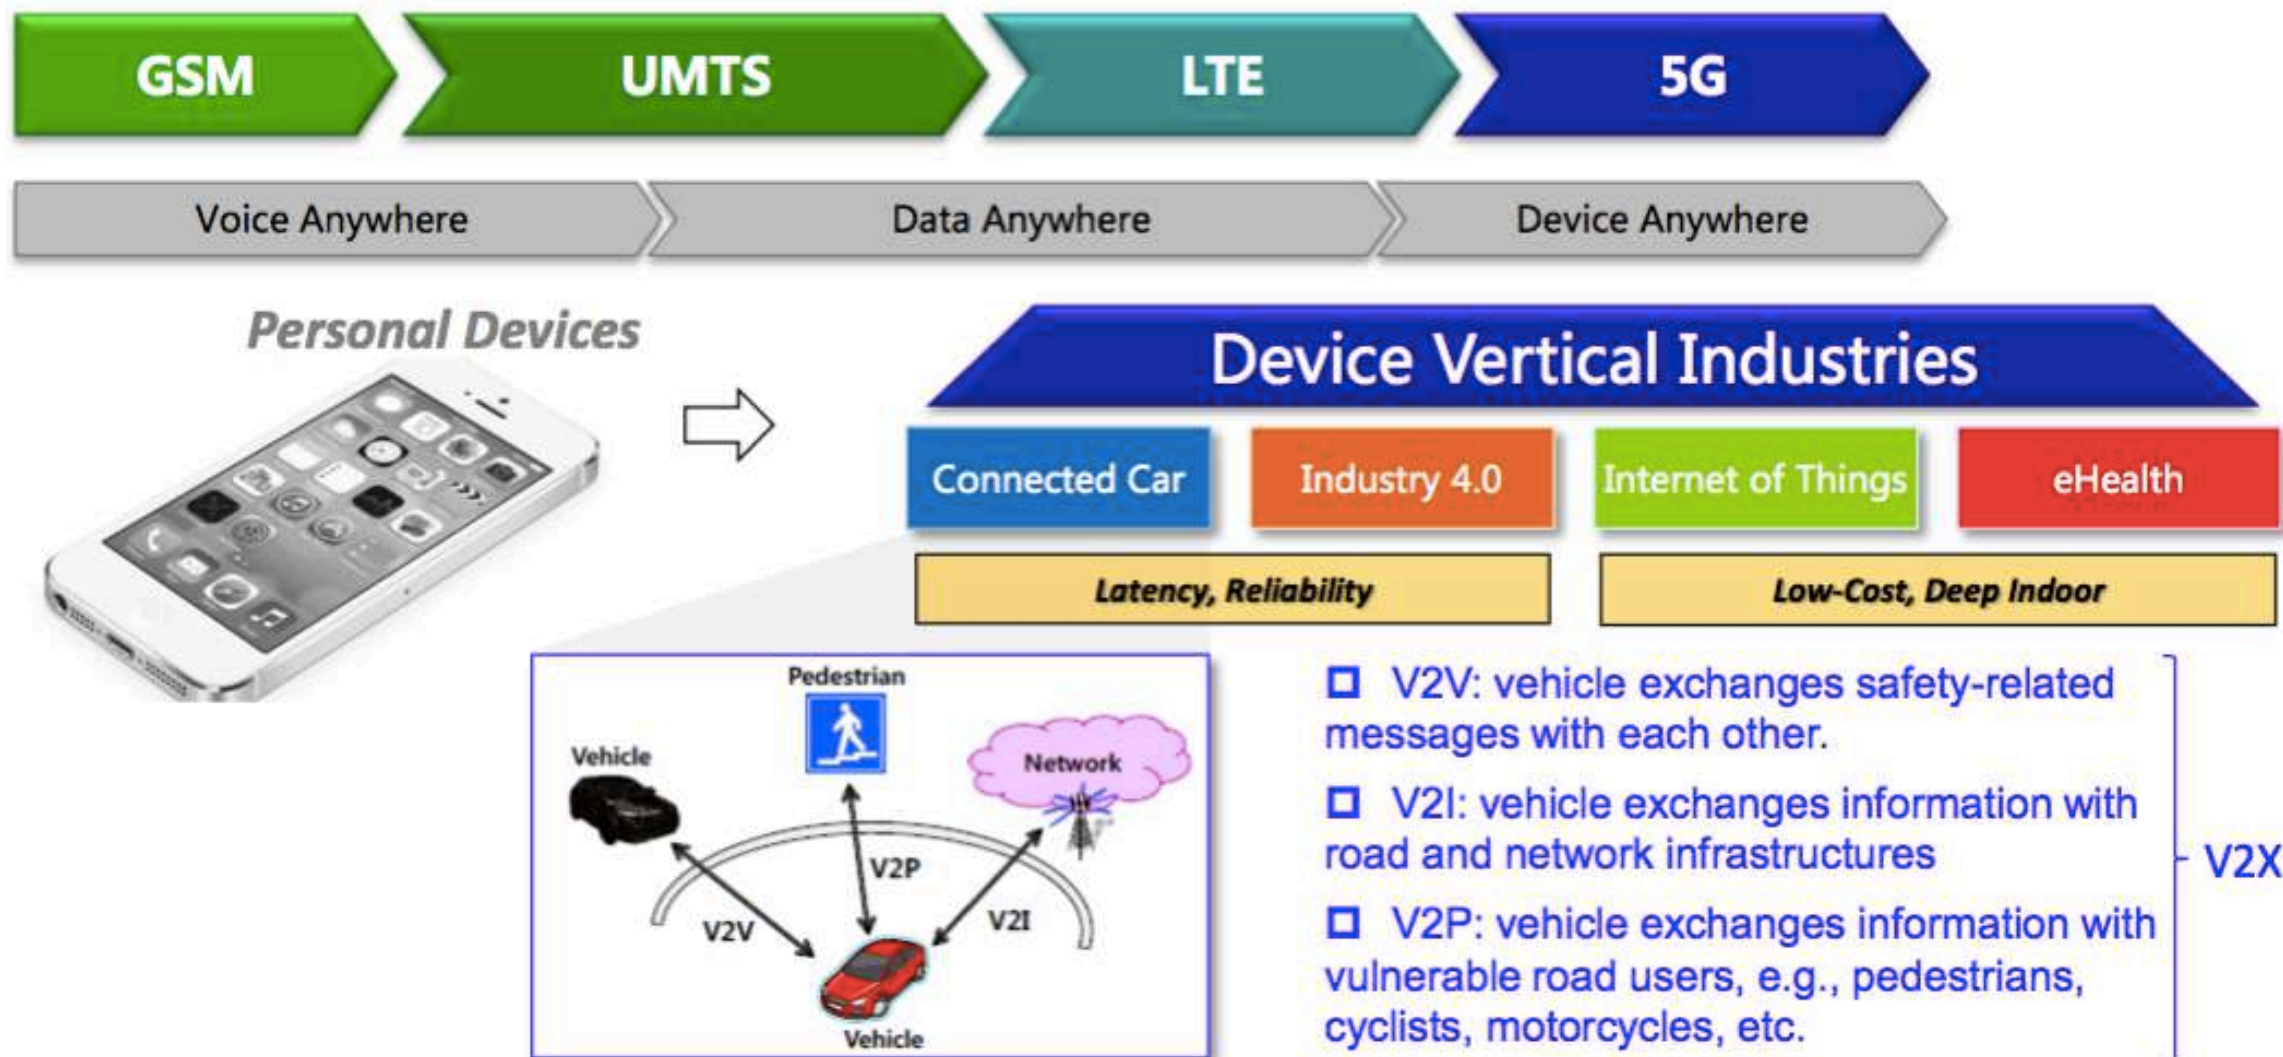 GSM
UMTS
LTE
5G
Voice Anywhere
Data Anywhere
Device Anywhere
Personal Devices
Device Vertical Industries
Connected Car
Industry 4.0
Internet of Things
eHealth
Latency, Reliability
Low-Cost, Deep Indoor
Pedestrian
Vehicle
Network
V2P
V2V
V2I
Vehicle
V2V: vehicle exchanges safety-related
messages with each other.
V2I: vehicle exchanges information with
road and network infrastructures
V2P: vehicle exchanges information with
vulnerable road users, e.g., pedestrians,
cyclists, motorcycles, etc.
V2X